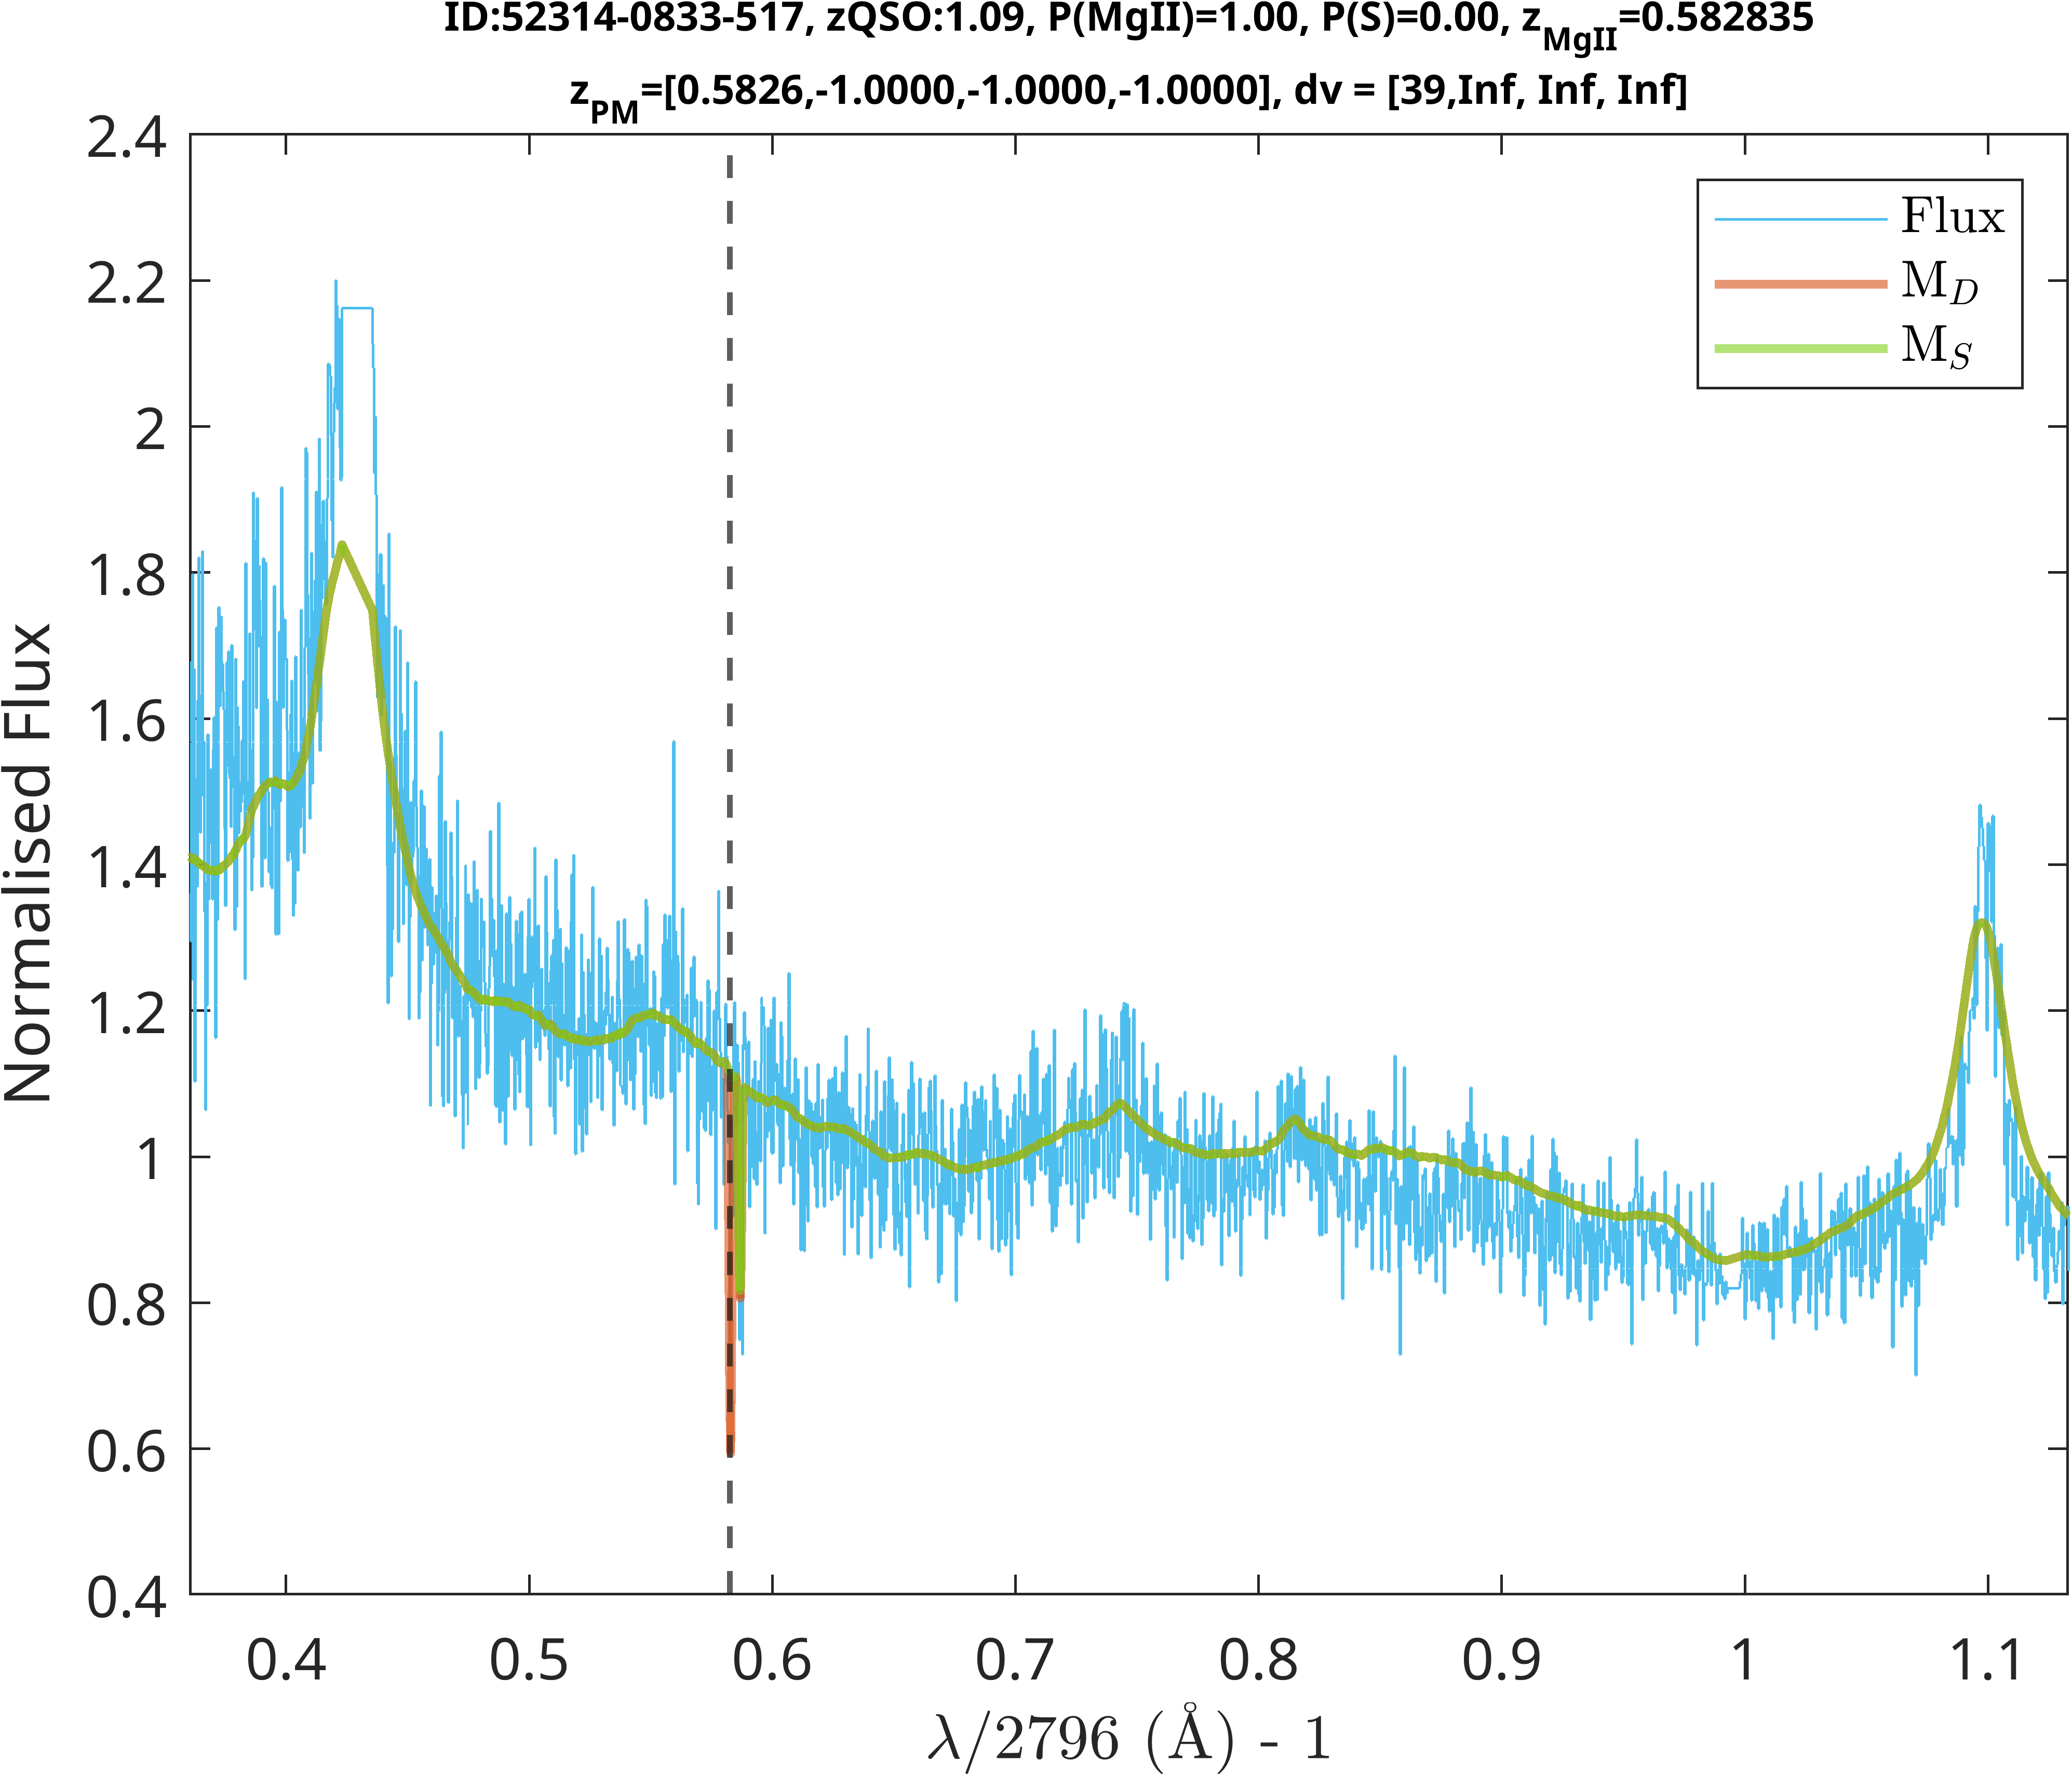 ID:52314-0833-517, zQSO:1.09, P(MgII)=1.00, P(S)=0.00, zMgII=0.582835
zPM=[0.5826,-1.0000,-1.0000,-1.0000], dv = [39,Inf, Inf, Inf]
2.4
2.2
2
1.8
1.6
1.4
1.2
1
0.8
0.6
0.4
Normalised Flux
Flux
MD
MS
0.4 0.5 0.6 0.7 0.8 0.9 1 1.1
λ/2796 (Å) - 1